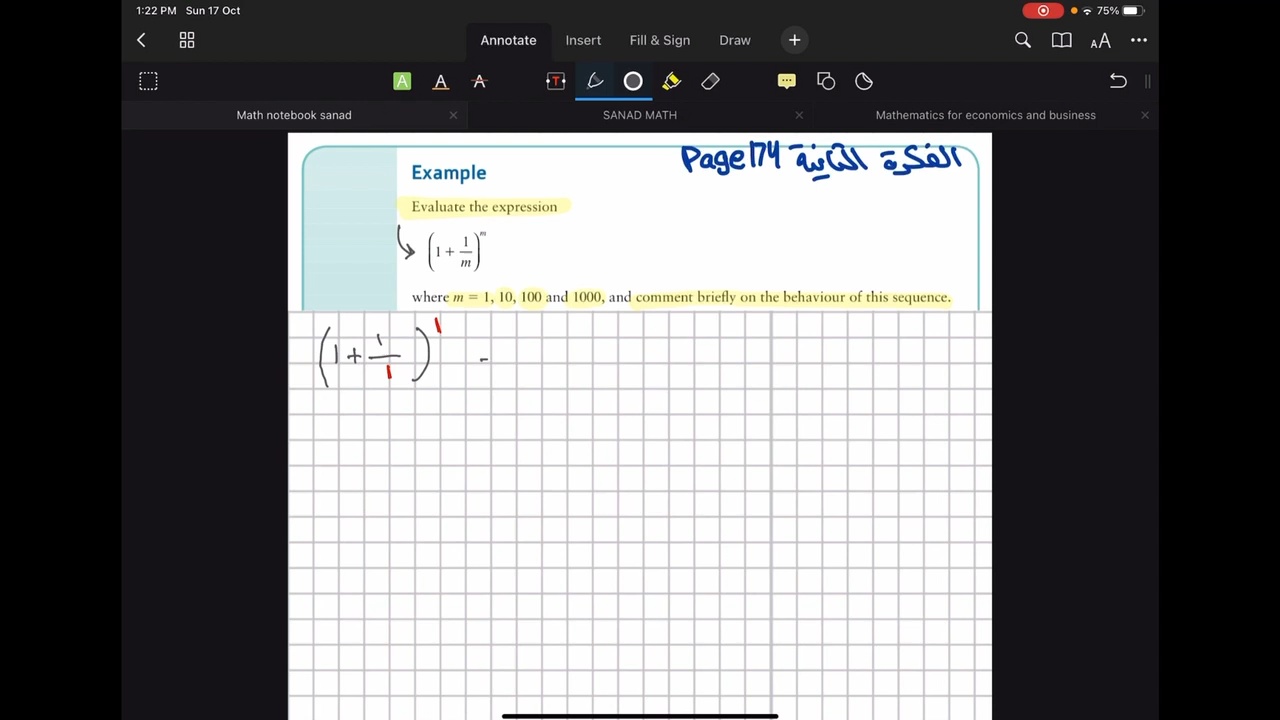 1:22 PM Sun 17 Oct
75%
Annotate Insert Fill & Sign Draw
A A A T AA
Math notebook sanad
SANAD MATH
Mathematics for economics and business
Page 174 الفكرة الثانية
Example
Evaluate the expression
(1 + 1/m)^m
where m = 1, 10, 100 and 1000, and comment briefly on the behaviour of this sequence.
(1 + 1/1)^1 -